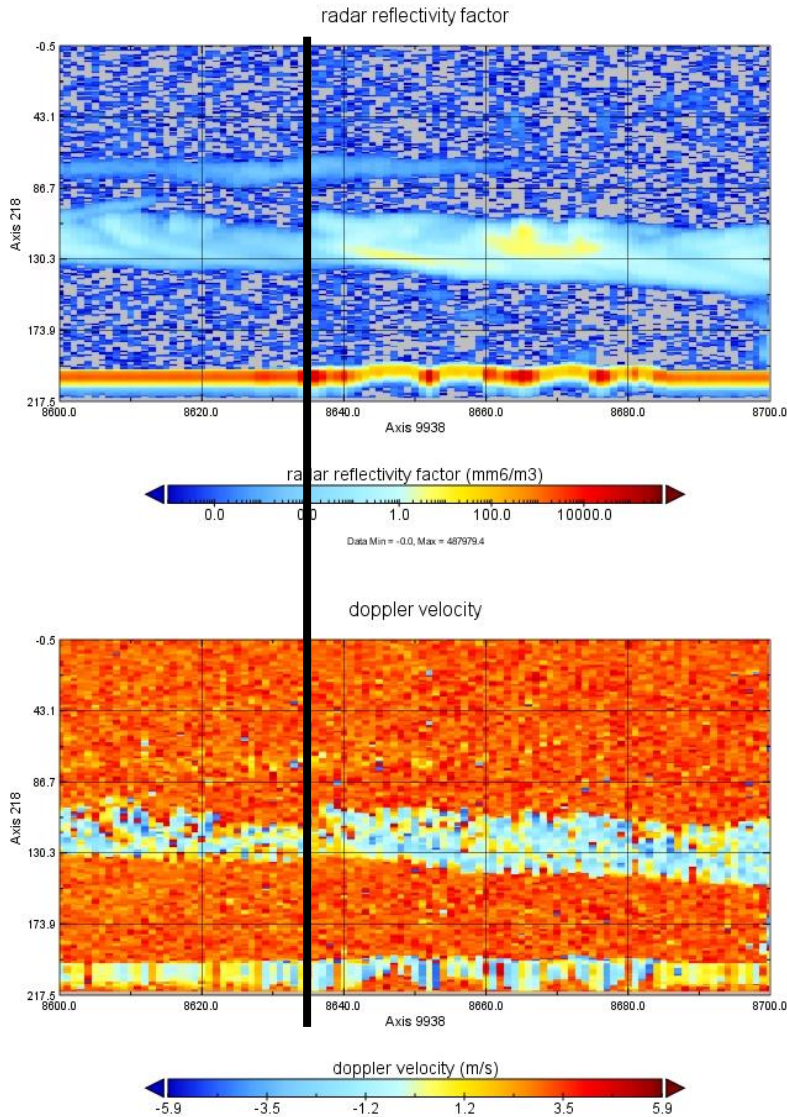 radar reflectivity factor
-0.5
43.1
86.7
130.3
173.9
217.5
Axis 218
8600.0 8620.0 8640.0 8660.0 8680.0 8700.0
Axis 9938
radar reflectivity factor (mm6/m3)
0.0 1.0 100.0 10000.0
Data Min = -0.0, Max = 487979.4
doppler velocity
-0.5
43.1
86.7
130.3
173.9
217.5
Axis 218
8600.0 8620.0 8640.0 8660.0 8680.0 8700.0
Axis 9938
doppler velocity (m/s)
-5.9 -3.5 -1.2 1.2 3.5 5.9